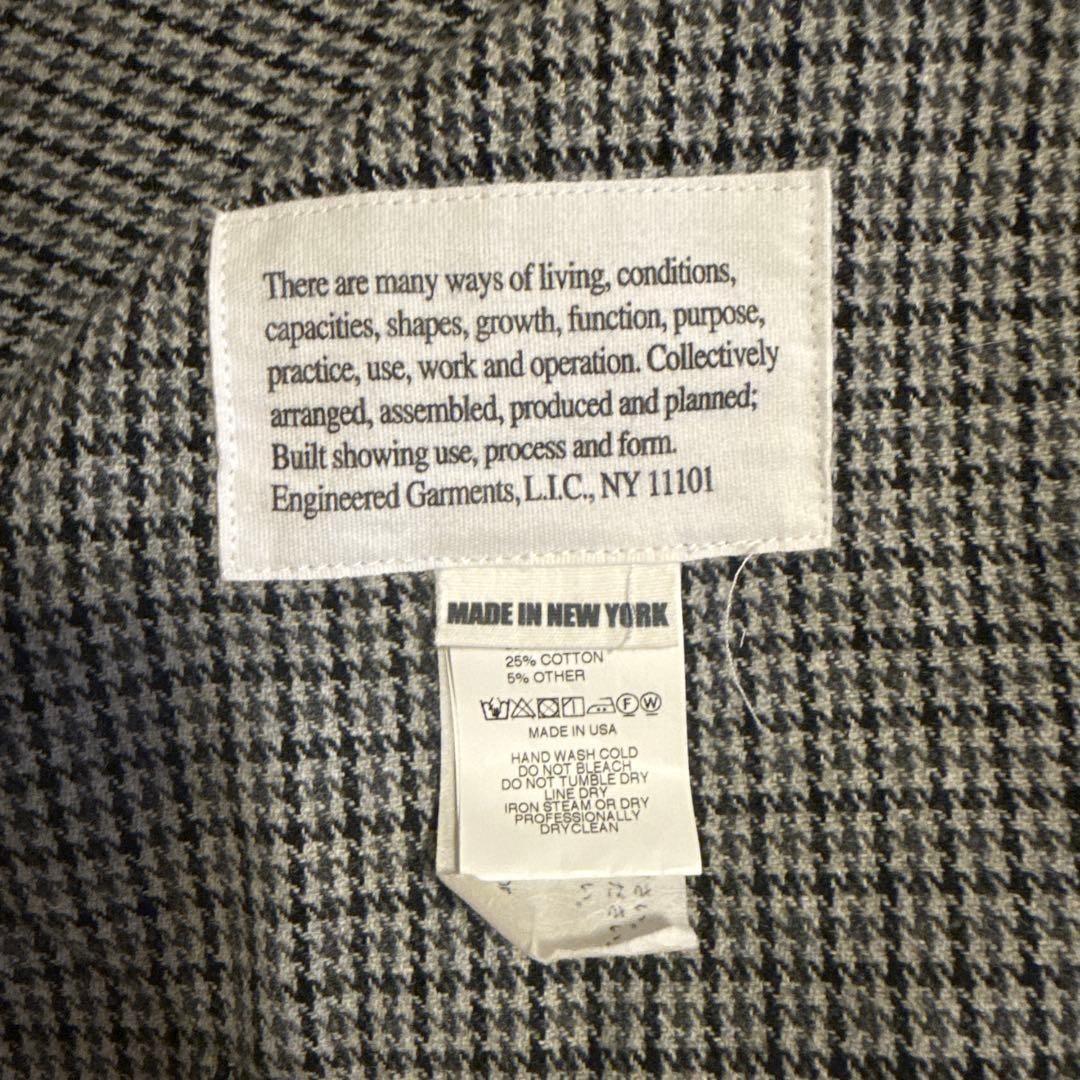 There are many ways of living, conditions,
capacities, shapes, growth, function, purpose,
practice, use, work and operation. Collectively
arranged, assembled, produced and planned;
Built showing use, process and form.
Engineered Garments, L.I.C., NY 11101
MADE IN NEW YORK
25% COTTON
5% OTHER
F W
MADE IN USA
HAND WASH COLD
DO NOT BLEACH
DO NOT TUMBLE DRY
LINE DRY
IRON STEAM OR DRY
PROFESSIONALLY
DRYCLEAN